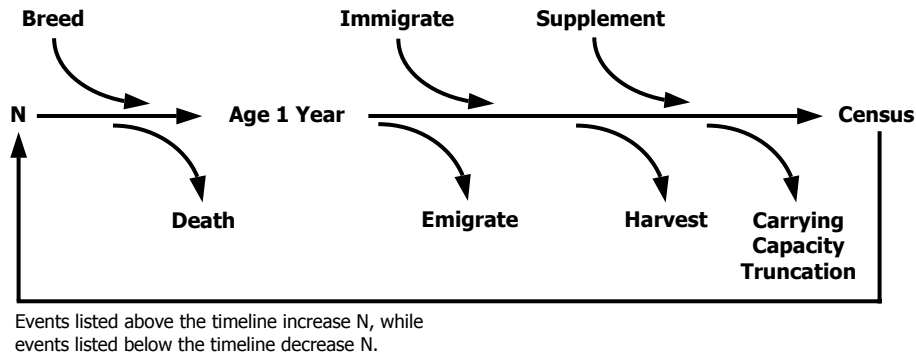 Breed
Immigrate
Supplement
N
Age 1 Year
Census
Death
Emigrate
Harvest
Carrying
Capacity
Truncation
Events listed above the timeline increase N, while
events listed below the timeline decrease N.